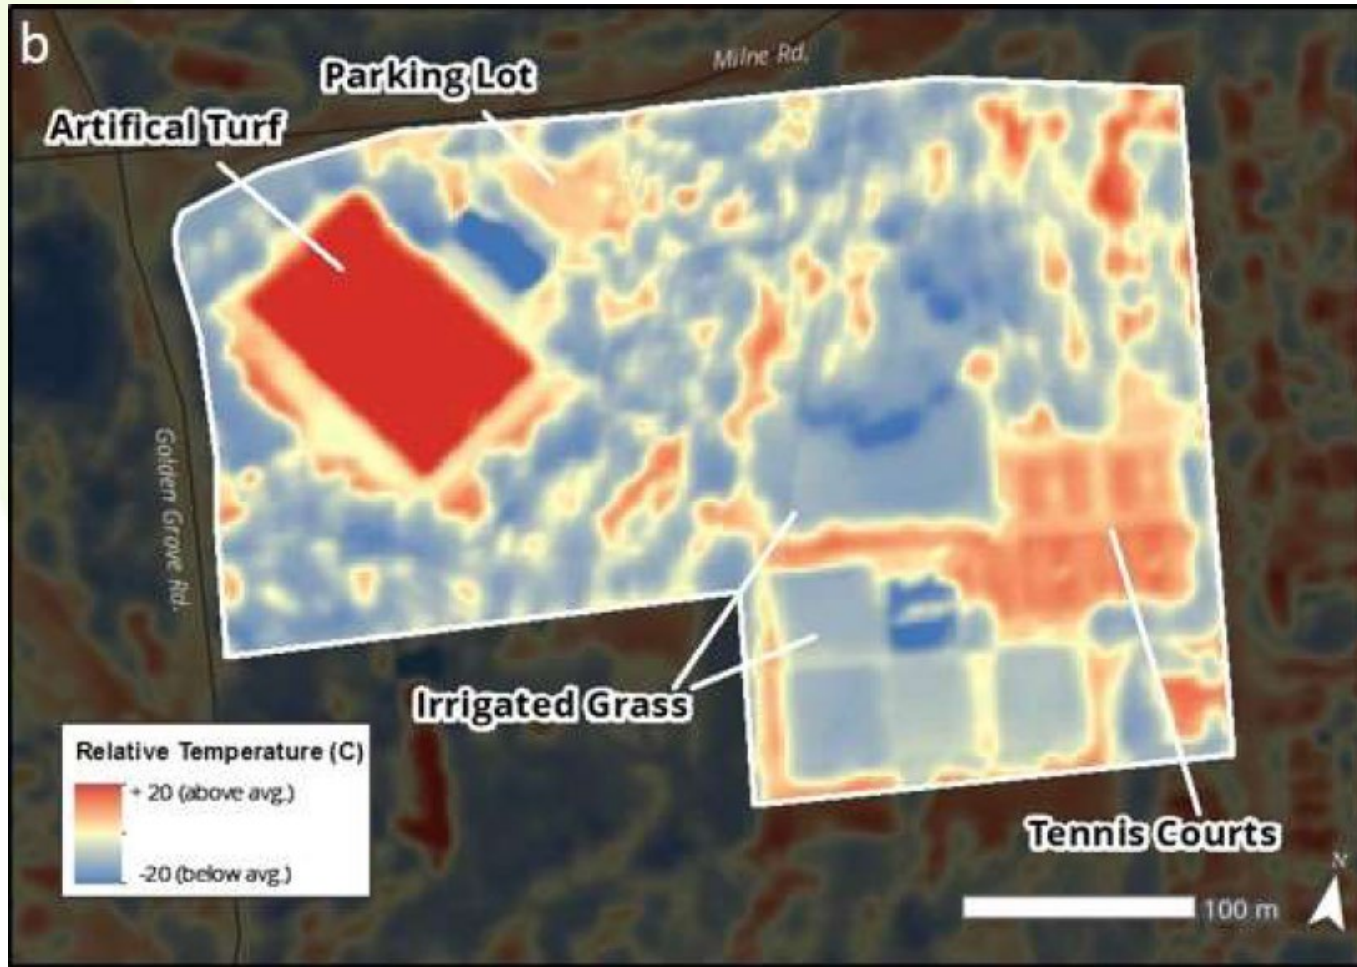 b
Milne Rd.
Parking Lot
Artifical Turf
Golden Grove Rd.
Irrigated Grass
Relative Temperature (C)
+ 20 (above avg.)
-20 (below avg.)
Tennis Courts
N
100 m